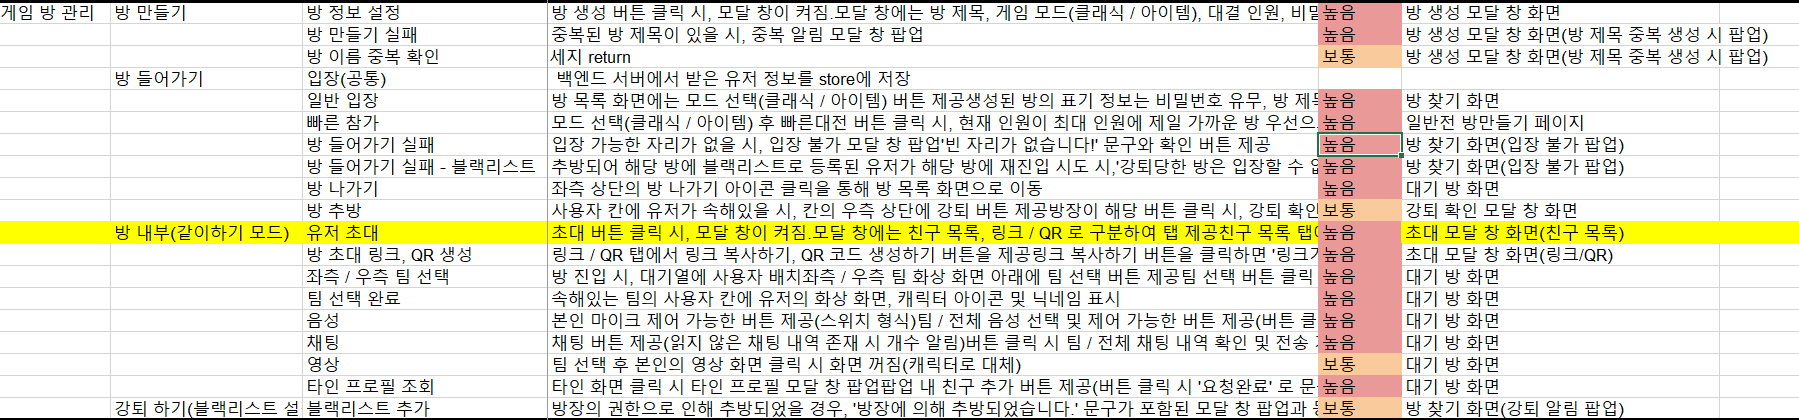 게임 방 관리 방 만들기 방 정보 설정 방 생성 버튼 클릭 시, 모달 창이 켜짐.모달 창에는 방 제목, 게임 모드(클래식 / 아이템), 대결 인원, 비밀 높음 방 생성 모달 창 화면
방 만들기 실패 중복된 방 제목이 있을 시, 중복 알림 모달 창 팝업 높음 방 생성 모달 창 화면(방 제목 중복 생성 시 팝업)
방 이름 중복 확인 세지 return 보통 방 생성 모달 창 화면(방 제목 중복 생성 시 팝업)
방 들어가기 입장(공통) 백엔드 서버에서 받은 유저 정보를 store에 저장
일반 입장 방 목록 화면에는 모드 선택(클래식 / 아이템) 버튼 제공생성된 방의 표기 정보는 비밀번호 유무, 방 제목 높음 방 찾기 화면
빠른 참가 모드 선택(클래식 / 아이템) 후 빠른대전 버튼 클릭 시, 현재 인원이 최대 인원에 제일 가까운 방 우선으 높음 일반전 방만들기 페이지
방 들어가기 실패 입장 가능한 자리가 없을 시, 입장 불가 모달 창 팝업'빈 자리가 없습니다!' 문구와 확인 버튼 제공 높음 방 찾기 화면(입장 불가 팝업)
방 들어가기 실패 - 블랙리스트 추방되어 해당 방에 블랙리스트로 등록된 유저가 해당 방에 재진입 시도 시,'강퇴당한 방은 입장할 수 없 높음 방 찾기 화면(입장 불가 팝업)
방 나가기 좌측 상단의 방 나가기 아이콘 클릭을 통해 방 목록 화면으로 이동 높음 대기 방 화면
방 추방 사용자 칸에 유저가 속해있을 시, 칸의 우측 상단에 강퇴 버튼 제공방장이 해당 버튼 클릭 시, 강퇴 확인 보통 강퇴 확인 모달 창 화면
방 내부(같이하기 모드) 유저 초대 초대 버튼 클릭 시, 모달 창이 켜짐.모달 창에는 친구 목록, 링크 / QR 로 구분하여 탭 제공친구 목록 탭에 높음 초대 모달 창 화면(친구 목록)
방 초대 링크, QR 생성 링크 / QR 탭에서 링크 복사하기, QR 코드 생성하기 버튼을 제공링크 복사하기 버튼을 클릭하면 '링크가 높음 초대 모달 창 화면(링크/QR)
좌측 / 우측 팀 선택 방 진입 시, 대기열에 사용자 배치좌측 / 우측 팀 화상 화면 아래에 팀 선택 버튼 제공팀 선택 버튼 클릭 높음 대기 방 화면
팀 선택 완료 속해있는 팀의 사용자 칸에 유저의 화상 화면, 캐릭터 아이콘 및 닉네임 표시 높음 대기 방 화면
음성 본인 마이크 제어 가능한 버튼 제공(스위치 형식)팀 / 전체 음성 선택 및 제어 가능한 버튼 제공(버튼 클 높음 대기 방 화면
채팅 채팅 버튼 제공(읽지 않은 채팅 내역 존재 시 개수 알림)버튼 클릭 시 팀 / 전체 채팅 내역 확인 및 전송 높음 대기 방 화면
영상 팀 선택 후 본인의 영상 화면 클릭 시 화면 꺼짐(캐릭터로 대체) 보통 대기 방 화면
타인 프로필 조회 타인 화면 클릭 시 타인 프로필 모달 창 팝업팝업 내 친구 추가 버튼 제공(버튼 클릭 시 '요청완료' 로 문 높음 대기 방 화면
강퇴 하기(블랙리스트 설 블랙리스트 추가 방장의 권한으로 인해 추방되었을 경우, '방장에 의해 추방되었습니다.' 문구가 포함된 모달 창 팝업과 보통 방 찾기 화면(강퇴 알림 팝업)